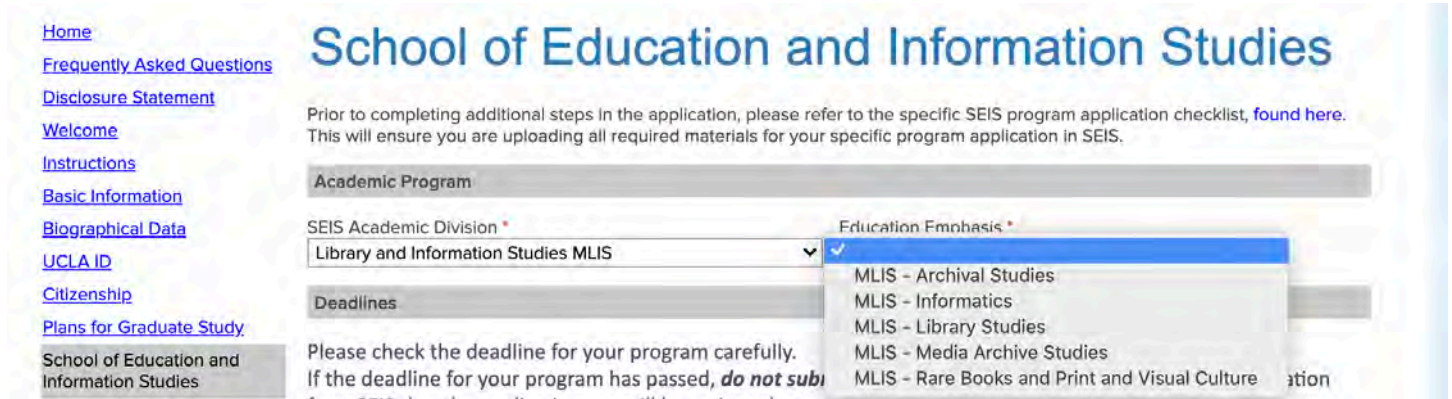 Home
Frequently Asked Questions
Disclosure Statement
Welcome
Instructions
Basic Information
Biographical Data
UCLA ID
Citizenship
Plans for Graduate Study
School of Education and
Information Studies
School of Education and Information Studies
Prior to completing additional steps in the application, please refer to the specific SEIS program application checklist, found here.
This will ensure you are uploading all required materials for your specific program application in SEIS.
Academic Program
SEIS Academic Division *
Library and Information Studies MLIS
Education Emphasis *
MLIS - Archival Studies
MLIS - Informatics
MLIS - Library Studies
MLIS - Media Archive Studies
MLIS - Rare Books and Print and Visual Culture
Deadlines
Please check the deadline for your program carefully.
If the deadline for your program has passed, do not